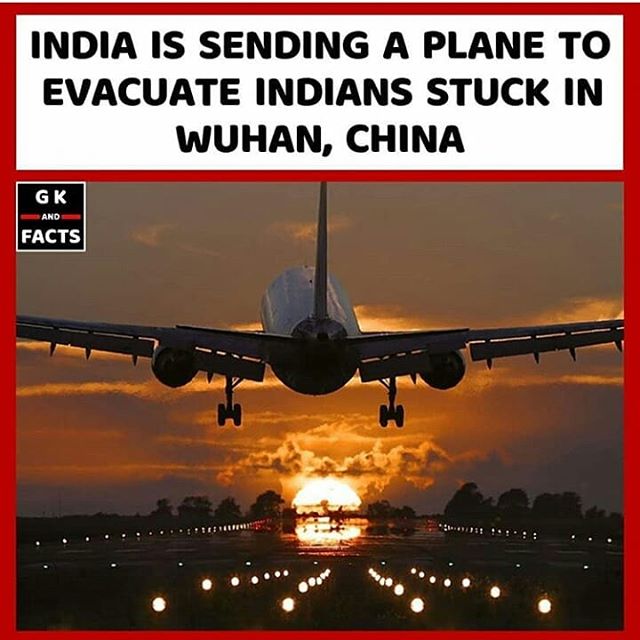 INDIA IS SENDING A PLANE TO
EVACUATE INDIANS STUCK IN
WUHAN, CHINA
GK
AND
FACTS